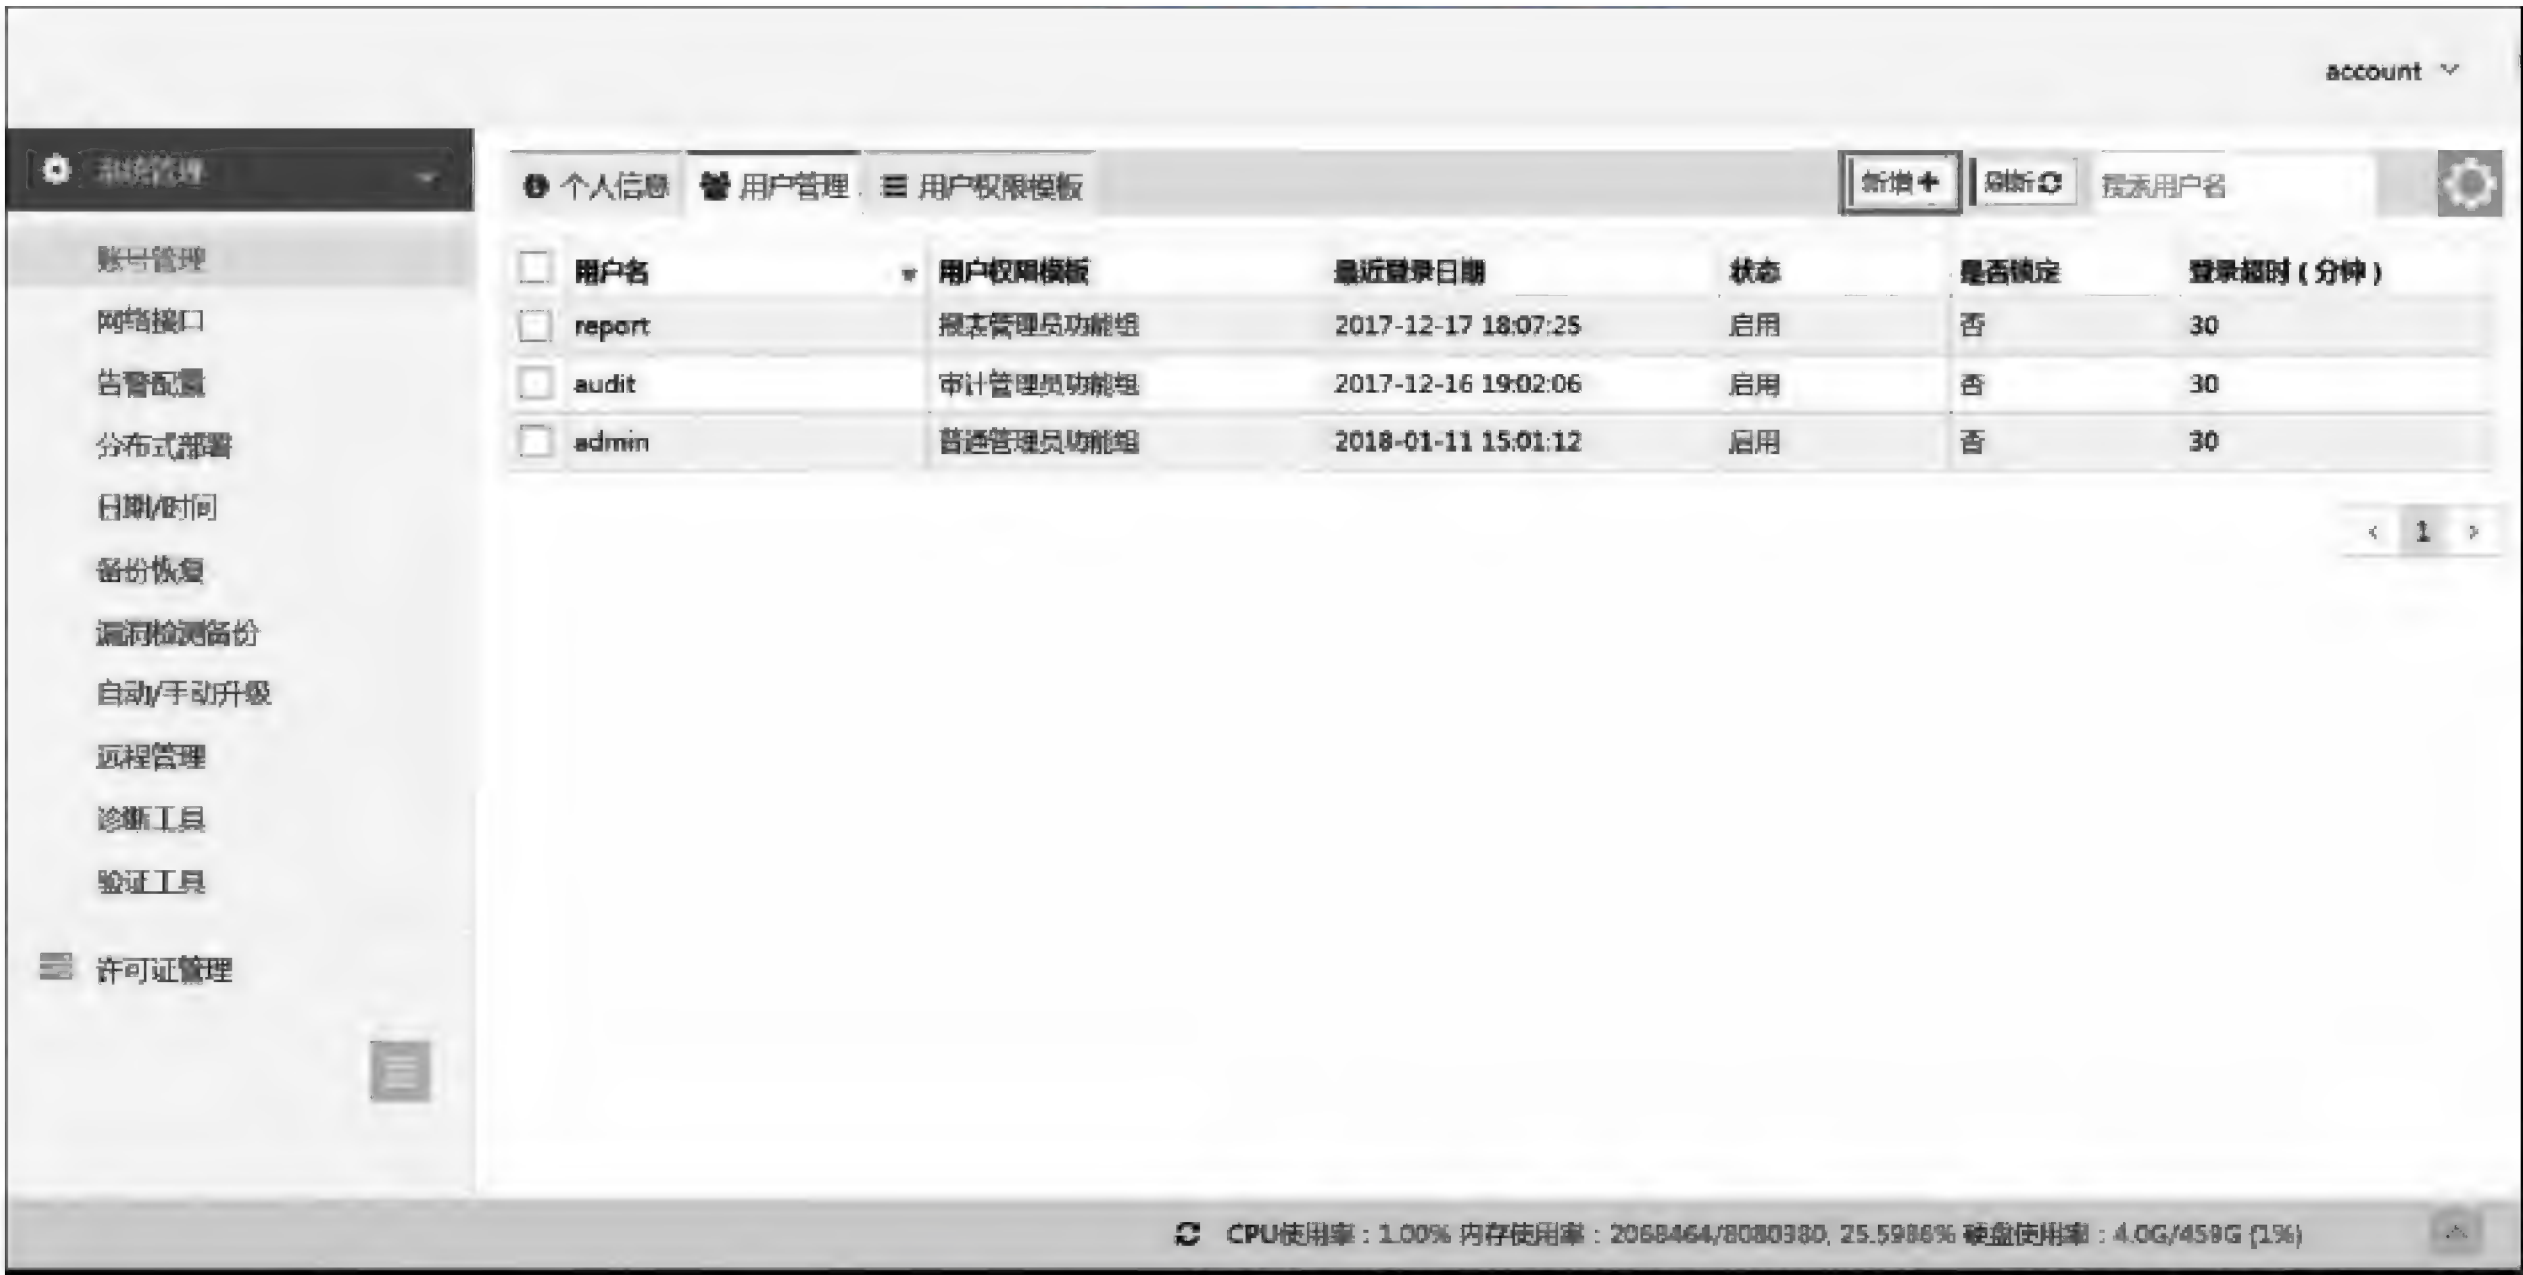 account
系统管理
个人信息 用户管理 用户权限模板 新增 刷新 搜索用户名
账号管理
网络接口
告警配置
分布式部署
日期/时间
备份恢复
漏洞检测备份
自动/手动升级
远程管理
诊断工具
验证工具
许可证管理
用户名 用户权限模板 最近登录日期 状态 是否锁定 登录超时（分钟）
report 报表管理员功能组 2017-12-17 18:07:25 启用 否 30
audit 审计管理员功能组 2017-12-16 19:02:06 启用 否 30
admin 普通管理员功能组 2018-01-11 15:01:12 启用 否 30
< 1 >
CPU使用率：1.00% 内存使用率：2068464/8080380, 25.5986% 硬盘使用率：4.0G/459G (1%)